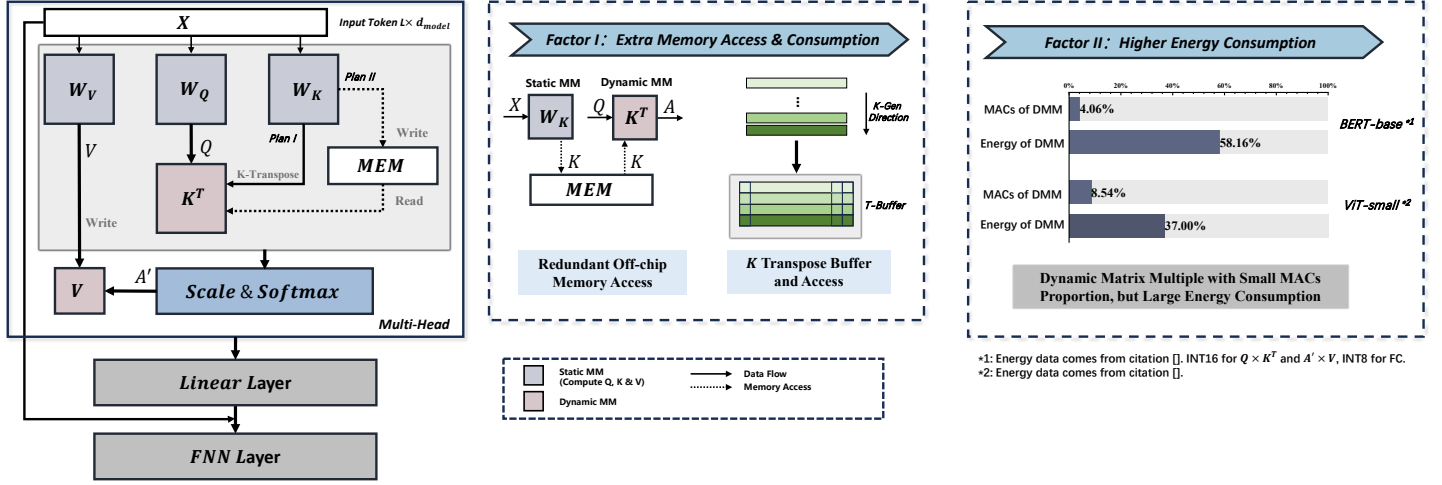 X
Input Token L× d_model
W_V
W_Q
W_K
Plan II
Plan I
Write
V
Q
MEM
K-Transpose
K^T
Read
Write
V
A′
Scale & Softmax
Multi-Head
Linear Layer
FNN Layer
Factor I：Extra Memory Access & Consumption
Static MM
Dynamic MM
X
W_K
Q
K^T
A
K
K
MEM
⋮
K-Gen
Direction
T-Buffer
Redundant Off-chip
Memory Access
K Transpose Buffer
and Access
Static MM
(Compute Q, K & V)
Dynamic MM
Data Flow
Memory Access
Factor II：Higher Energy Consumption
0% 20% 40% 60% 80% 100%
MACs of DMM
4.06%
BERT-base *1
Energy of DMM
58.16%
MACs of DMM
8.54%
ViT-small *2
Energy of DMM
37.00%
Dynamic Matrix Multiple with Small MACs
Proportion, but Large Energy Consumption
*1: Energy data comes from citation []. INT16 for Q × K^T and A′ × V, INT8 for FC.
*2: Energy data comes from citation [].